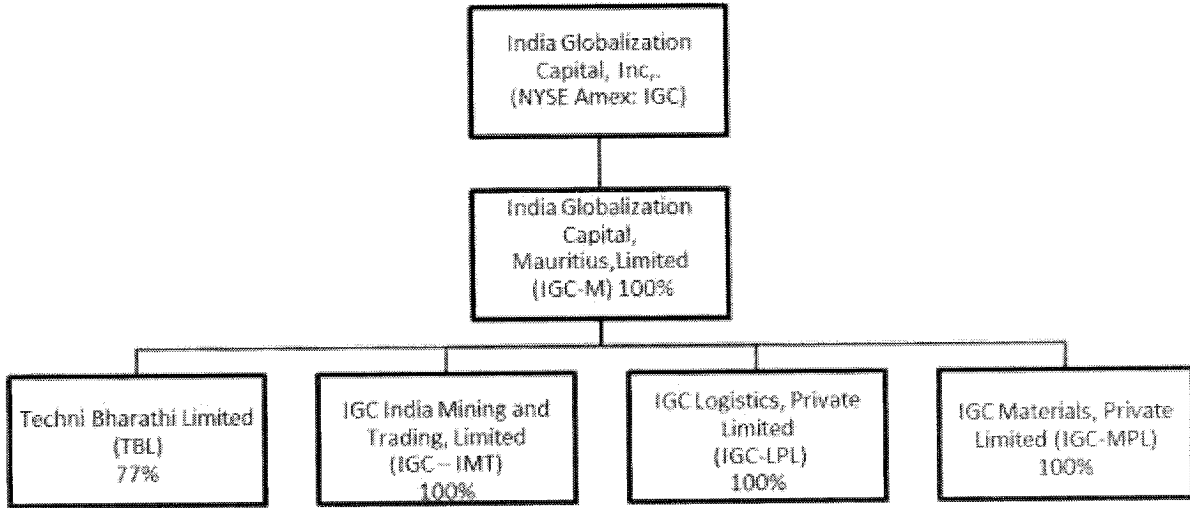 India Globalization
Capital, Inc,.
(NYSE Amex: IGC)
India Globalization
Capital,
Mauritius,Limited
(IGC-M) 100%
Techni Bharathi Limited
(TBL)
77%
IGC India Mining and
Trading, Limited
(IGC – IMT)
100%
IGC Logistics, Private
Limited
(IGC-LPL)
100%
IGC Materials, Private
Limited (IGC-MPL)
100%